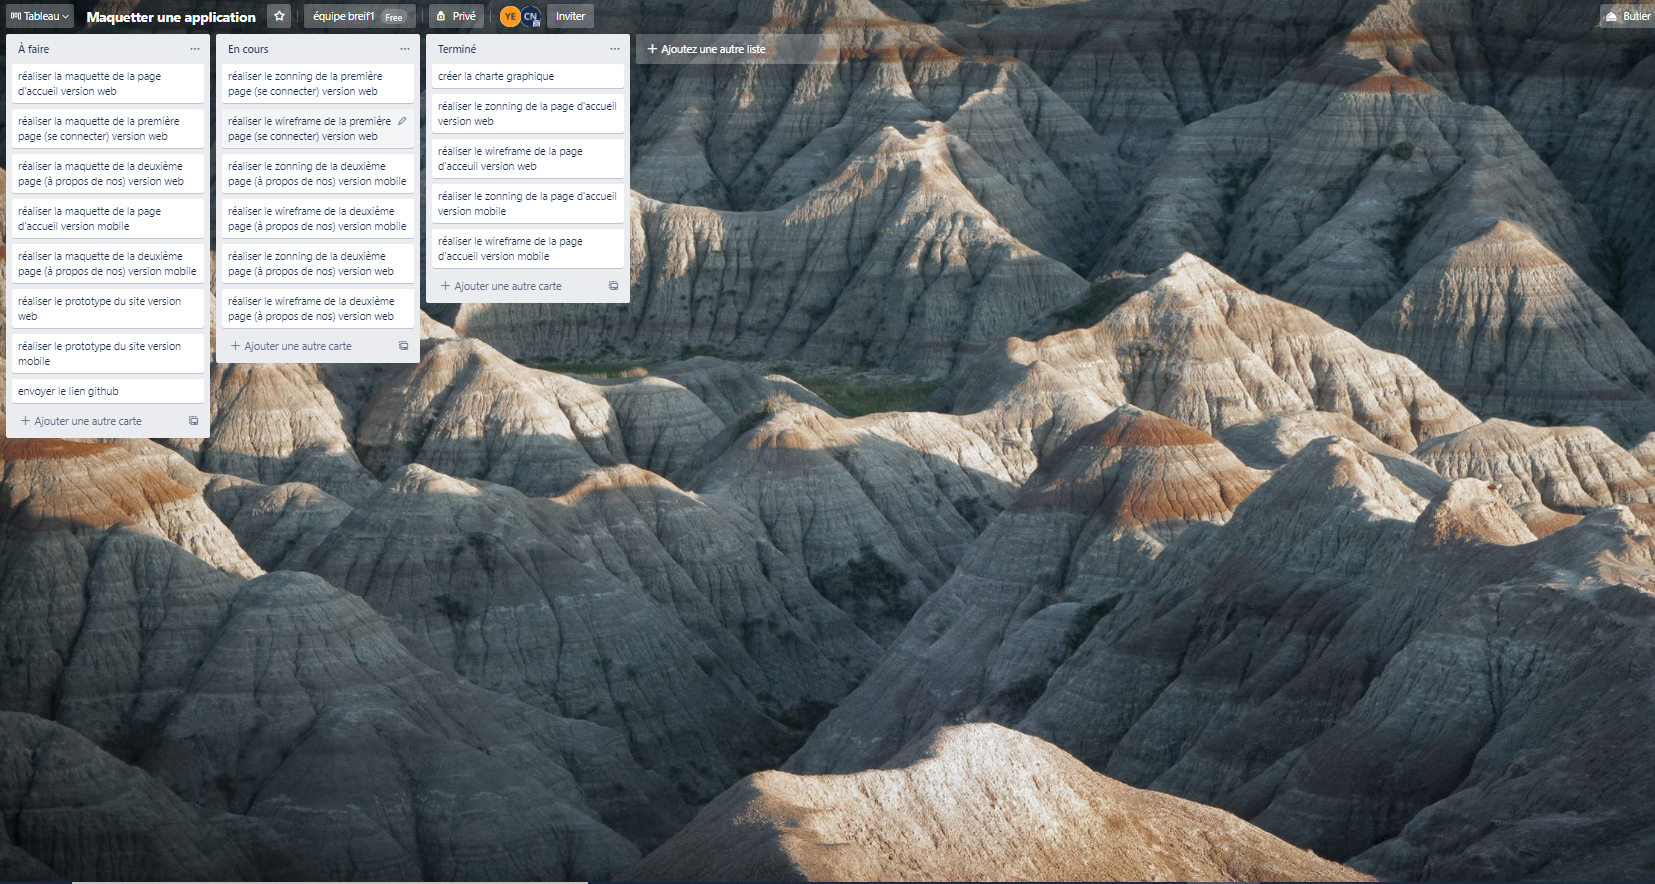 Tableau
Maquetter une application
équipe breif1 Free
Privé
YE
CN
Inviter
Butler
À faire
réaliser la maquette de la page
d'accueil version web
réaliser la maquette de la première
page (se connecter) version web
réaliser la maquette de la deuxième
page (à propos de nos) version web
réaliser la maquette de la page
d'accueil version mobile
réaliser la maquette de la deuxième
page (à propos de nos) version mobile
réaliser le prototype du site version
web
réaliser le prototype du site version
mobile
envoyer le lien github
+ Ajouter une autre carte
En cours
réaliser le zonning de la première
page (se connecter) version web
réaliser le wireframe de la première
page (se connecter) version web
réaliser le zonning de la deuxième
page (à propos de nos) version mobile
réaliser le wireframe de la deuxième
page (à propos de nos) version mobile
réaliser le zonning de la deuxième
page (à propos de nos) version web
réaliser le wireframe de la deuxième
page (à propos de nos) version web
+ Ajouter une autre carte
Terminé
créer la charte graphique
réaliser le zonning de la page d'accueil
version web
réaliser le wireframe de la page
d'acceuil version web
réaliser le zonning de la page d'accueil
version mobile
réaliser le wireframe de la page
d'accueil version mobile
+ Ajouter une autre carte
+ Ajoutez une autre liste